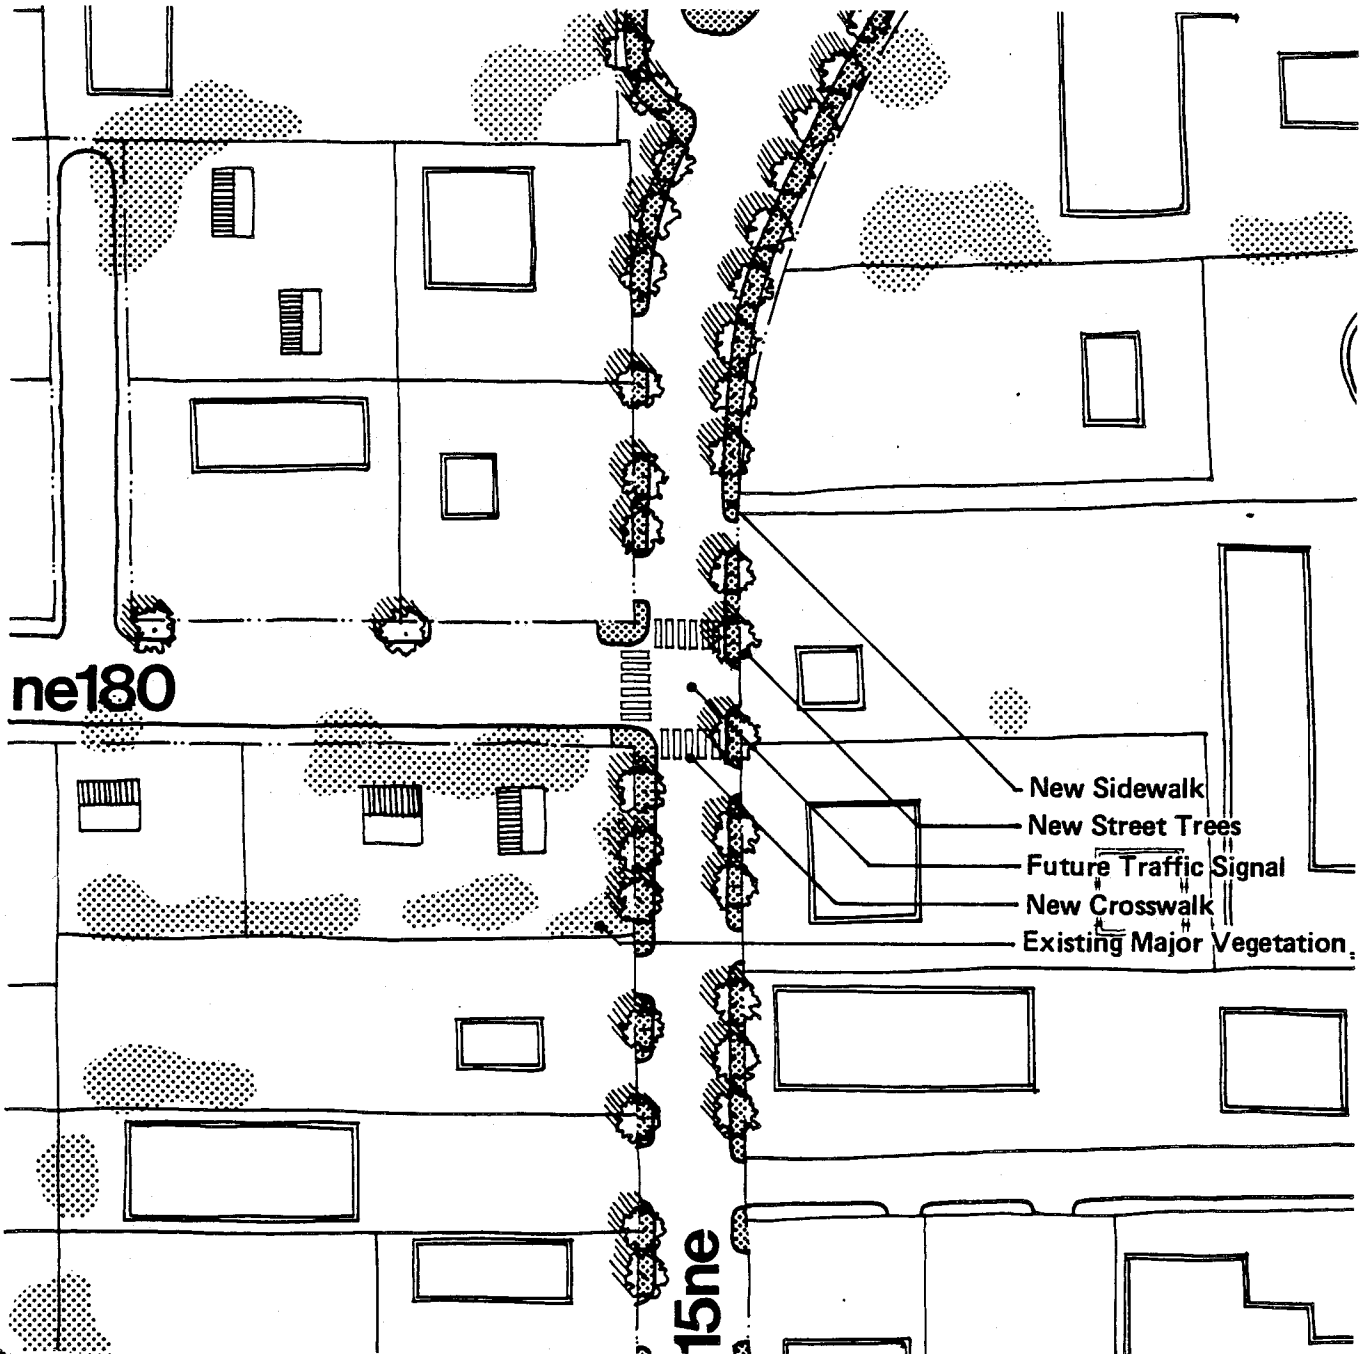 ne180
New Sidewalk
New Street Trees
Future Traffic Signal
New Crosswalk
Existing Major Vegetation
15ne